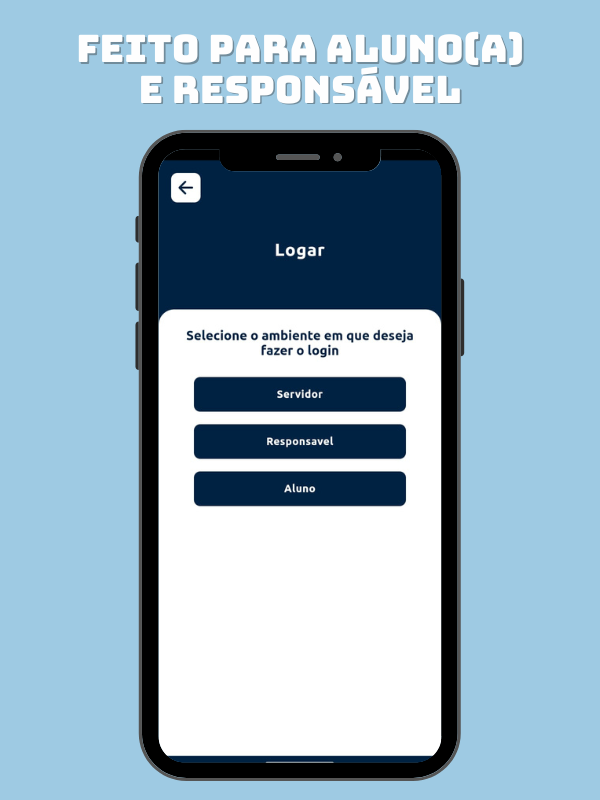 FEITO PARA ALUNO(A)
E RESPONSÁVEL
Logar
Selecione o ambiente em que deseja
fazer o login
Servidor
Responsavel
Aluno